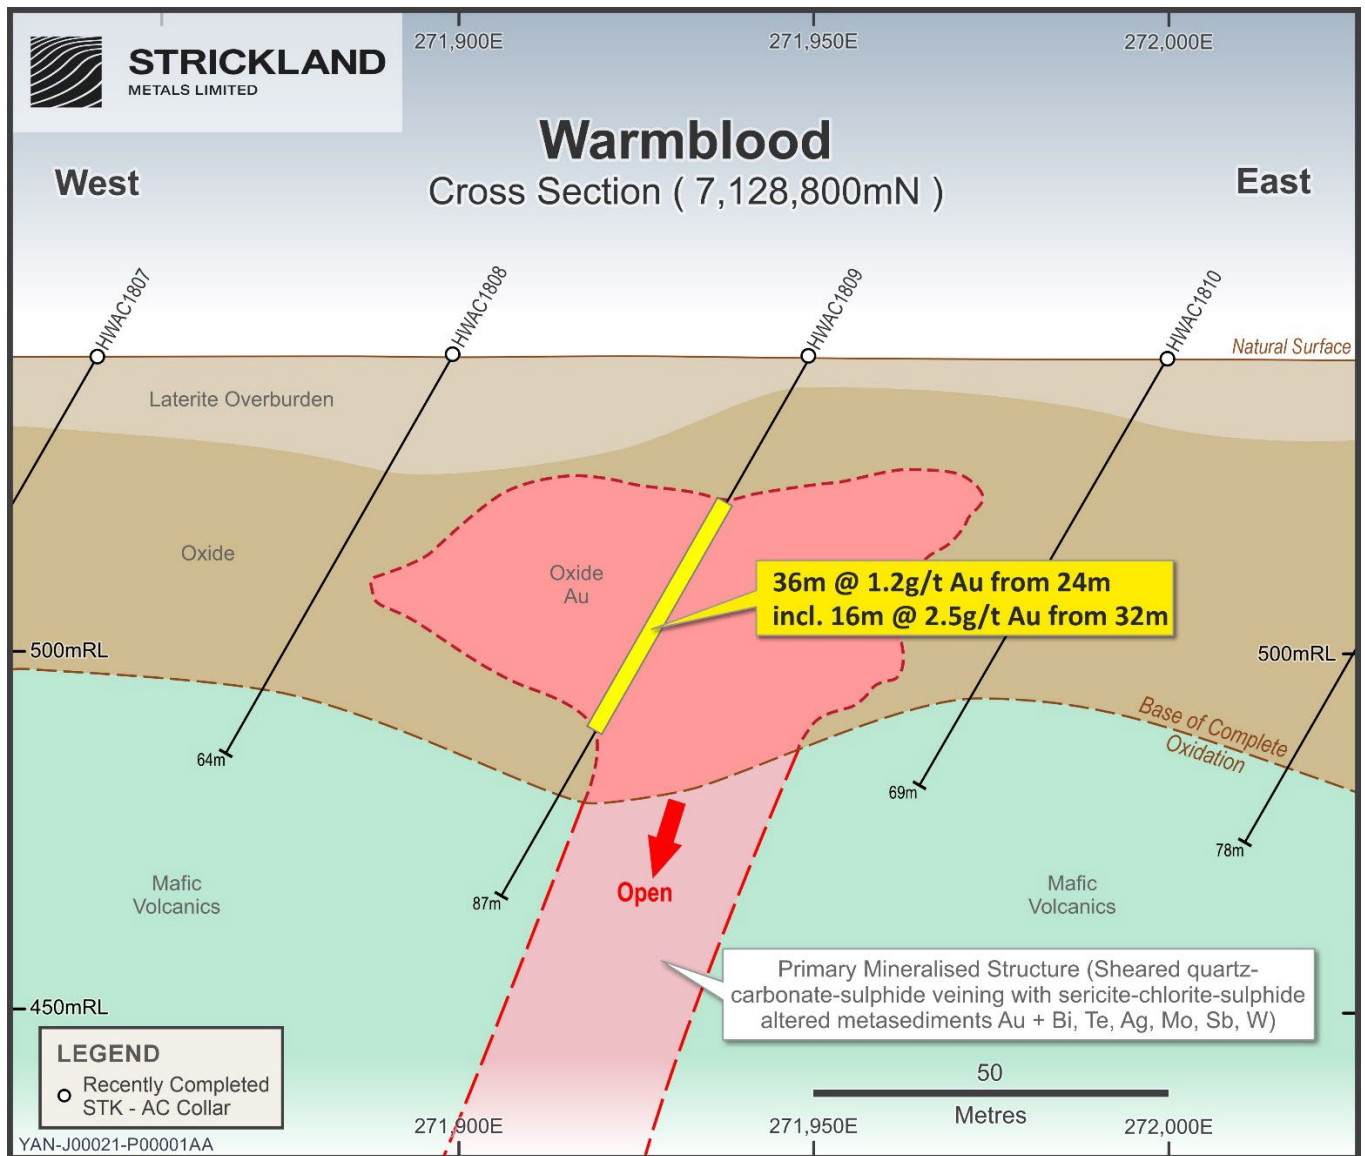 STRICKLAND
METALS LIMITED
271,900E
271,950E
272,000E
Warmblood
Cross Section ( 7,128,800mN )
West
East
HWAC1807
HWAC1808
HWAC1809
HWAC1810
Natural Surface
Laterite Overburden
Oxide
Oxide
Au
36m @ 1.2g/t Au from 24m
incl. 16m @ 2.5g/t Au from 32m
500mRL
500mRL
Base of Complete
Oxidation
64m
69m
78m
87m
Open
Mafic
Volcanics
Mafic
Volcanics
Primary Mineralised Structure (Sheared quartz-
carbonate-sulphide veining with sericite-chlorite-sulphide
altered metasediments Au + Bi, Te, Ag, Mo, Sb, W)
450mRL
LEGEND
Recently Completed
STK - AC Collar
50
Metres
271,900E
271,950E
272,000E
YAN-J00021-P00001AA